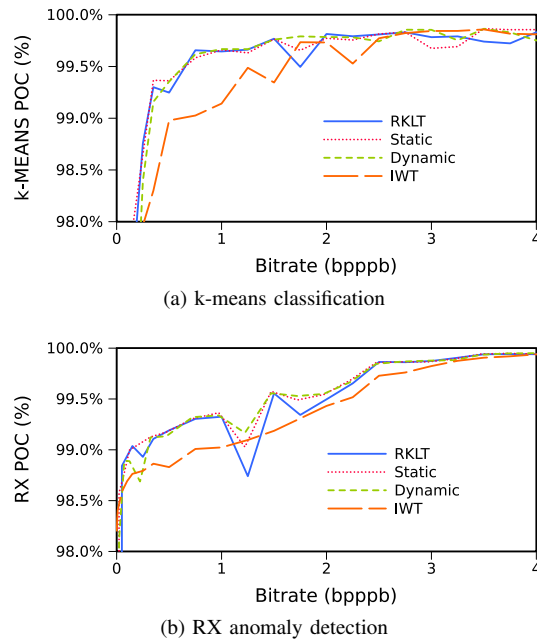 100.0%
99.5%
99.0%
98.5%
98.0%
k-MEANS POC (%)
RKLT
Static
Dynamic
IWT
0 1 2 3 4
Bitrate (bpppb)
(a) k-means classification
100.0%
99.5%
99.0%
98.5%
98.0%
RX POC (%)
RKLT
Static
Dynamic
IWT
0 1 2 3 4
Bitrate (bpppb)
(b) RX anomaly detection